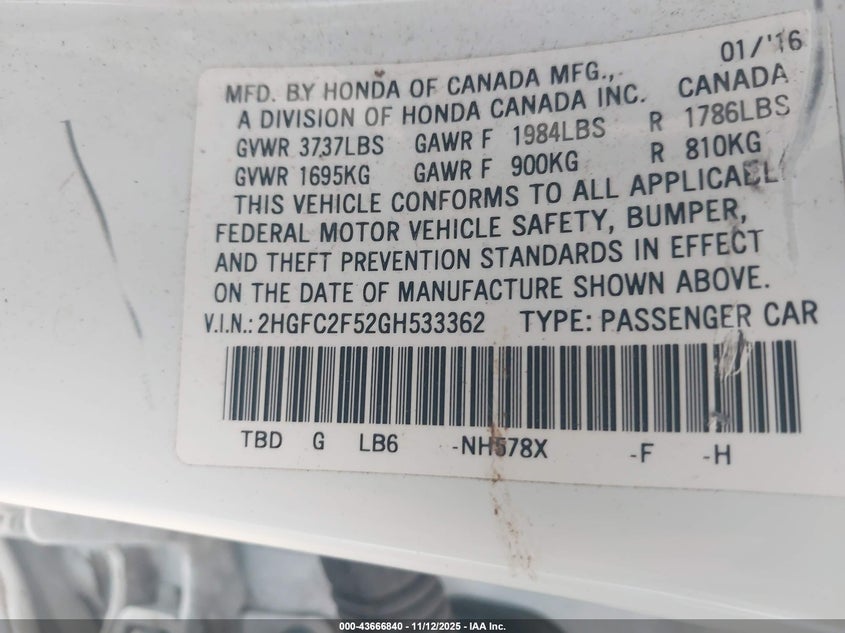 01/'16
MFD. BY HONDA OF CANADA MFG.,
A DIVISION OF HONDA CANADA INC. CANADA
GVWR 3737LBS GAWR F 1984LBS R 1786LBS
GVWR 1695KG GAWR F 900KG R 810KG
THIS VEHICLE CONFORMS TO ALL APPLICABL
FEDERAL MOTOR VEHICLE SAFETY, BUMPER,
AND THEFT PREVENTION STANDARDS IN EFFECT
ON THE DATE OF MANUFACTURE SHOWN ABOVE.
V.I.N.: 2HGFC2F52GH533362 TYPE: PASSENGER CAR
TBD G LB6 -NH578X -F -H
000-43666840 - 11/12/2025 - IAA Inc.